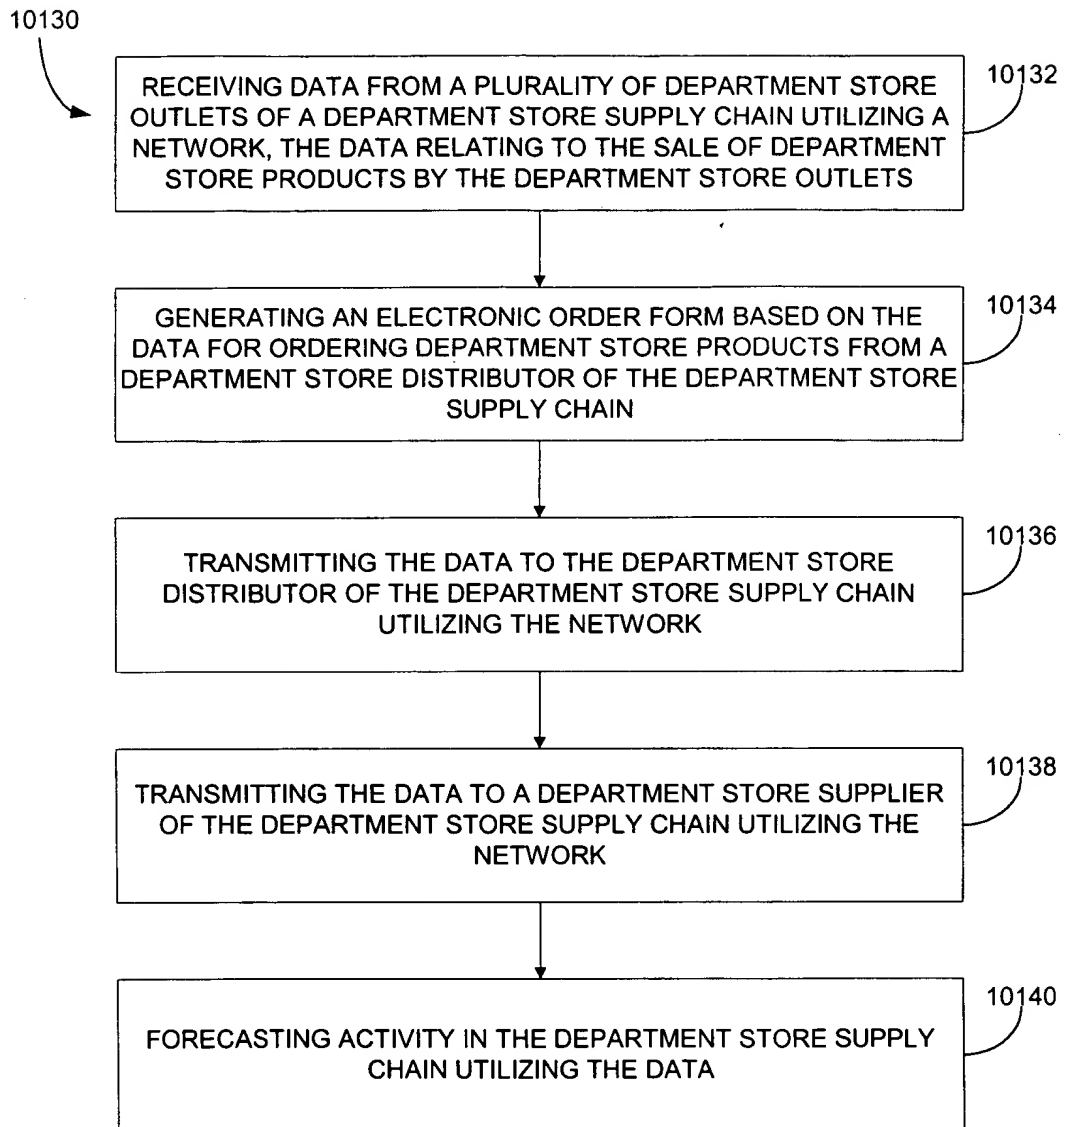 10130
RECEIVING DATA FROM A PLURALITY OF DEPARTMENT STORE
OUTLETS OF A DEPARTMENT STORE SUPPLY CHAIN UTILIZING A
NETWORK, THE DATA RELATING TO THE SALE OF DEPARTMENT
STORE PRODUCTS BY THE DEPARTMENT STORE OUTLETS
10132
GENERATING AN ELECTRONIC ORDER FORM BASED ON THE
DATA FOR ORDERING DEPARTMENT STORE PRODUCTS FROM A
DEPARTMENT STORE DISTRIBUTOR OF THE DEPARTMENT STORE
SUPPLY CHAIN
10134
TRANSMITTING THE DATA TO THE DEPARTMENT STORE
DISTRIBUTOR OF THE DEPARTMENT STORE SUPPLY CHAIN
UTILIZING THE NETWORK
10136
TRANSMITTING THE DATA TO A DEPARTMENT STORE SUPPLIER
OF THE DEPARTMENT STORE SUPPLY CHAIN UTILIZING THE
NETWORK
10138
FORECASTING ACTIVITY IN THE DEPARTMENT STORE SUPPLY
CHAIN UTILIZING THE DATA
10140